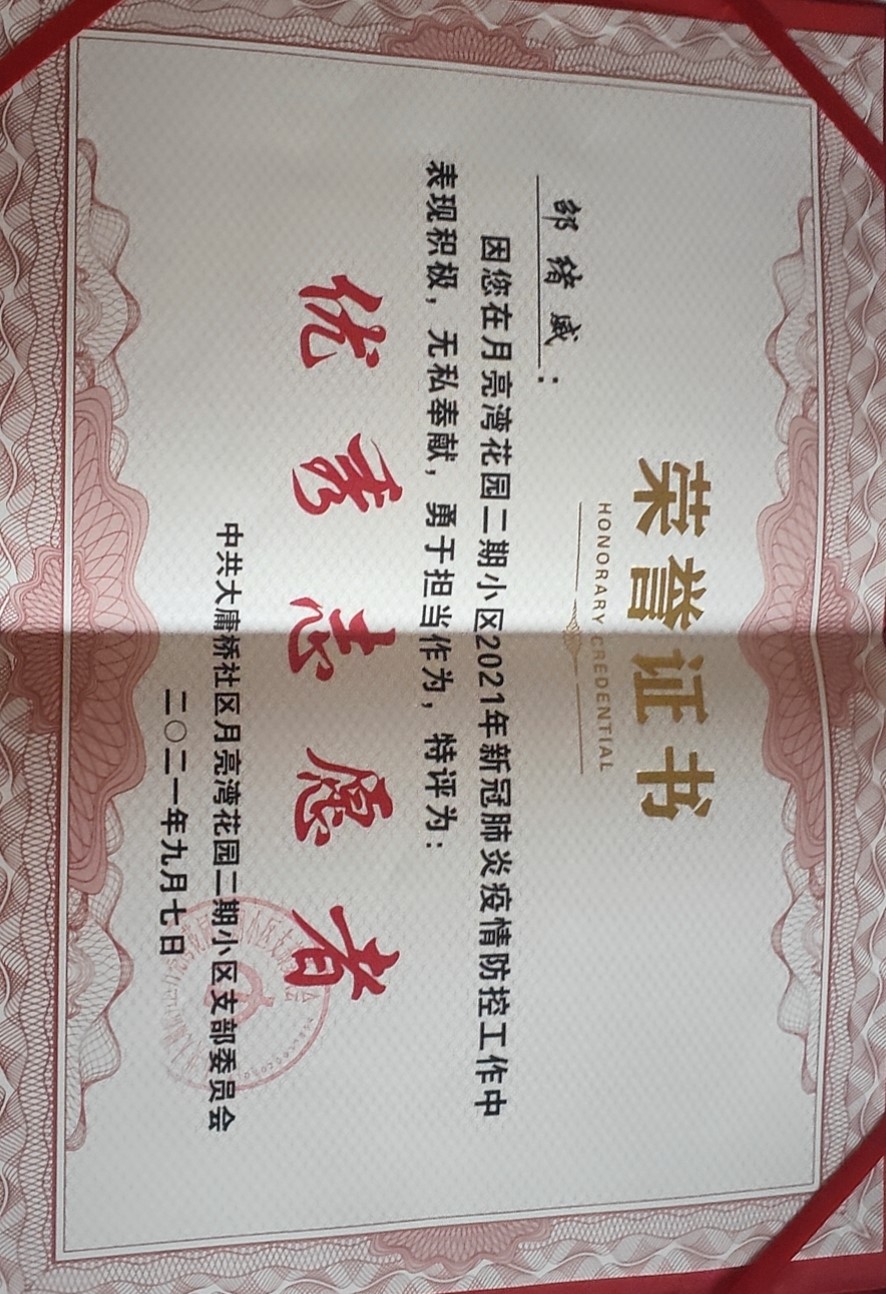 荣誉证书
HONORARY CREDENTIAL
邹绪威：
因您在月亮湾花园二期小区2021年新冠肺炎疫情防控工作中
表现积极，无私奉献，勇于担当作为，特评为：
优秀志愿者
中共大庸桥社区月亮湾花园二期小区支部委员会
二〇二一年九月七日